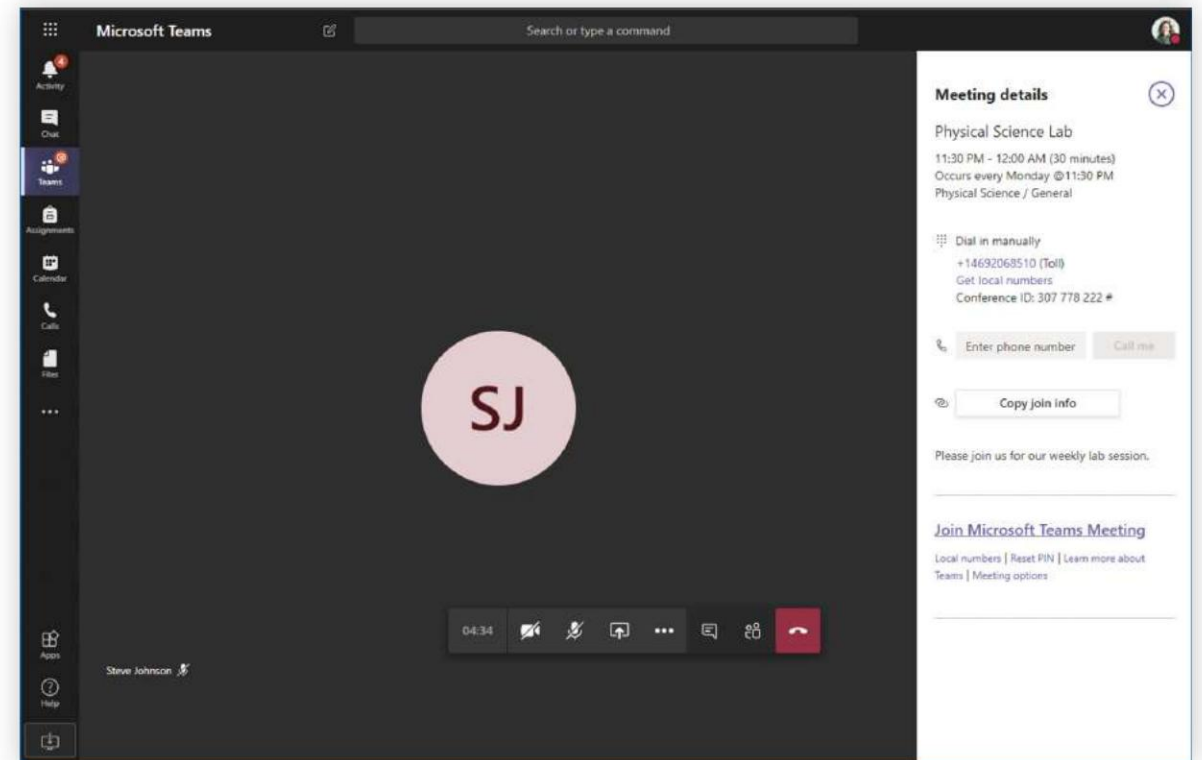 Microsoft Teams
Search or type a command
4
Activity
Chat
Teams
Assignments
Calendar
Calls
Files
Apps
Help
SJ
04:34
Steve Johnson
Meeting details
Physical Science Lab
11:30 PM - 12:00 AM (30 minutes)
Occurs every Monday @11:30 PM
Physical Science / General
Dial in manually
+14692068510 (Toll)
Get local numbers
Conference ID: 307 778 222 #
Enter phone number Call me
Copy join info
Please join us for our weekly lab session.
Join Microsoft Teams Meeting
Local numbers | Reset PIN | Learn more about
Teams | Meeting options